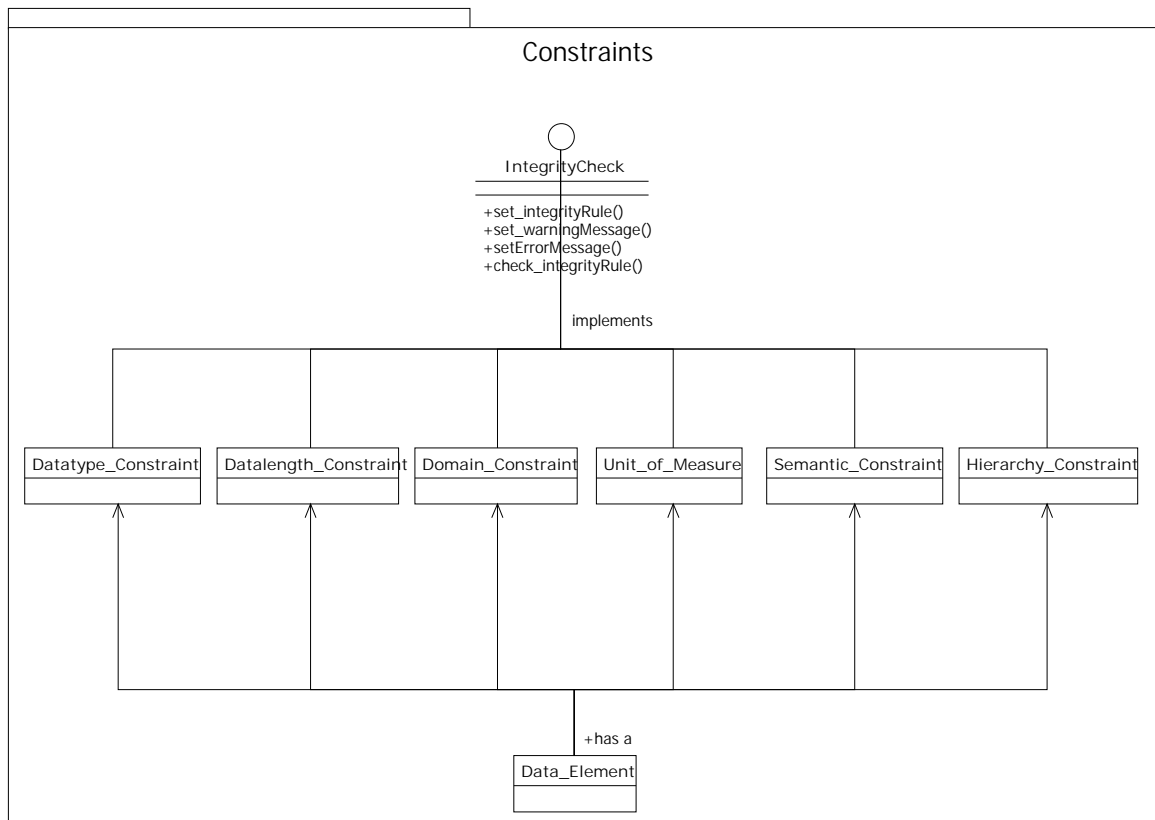 Constraints
IntegrityCheck
+set_integrityRule()
+set_warningMessage()
+setErrorMessage()
+check_integrityRule()
implements
Datatype_Constraint
Datalength_Constraint
Domain_Constraint
Unit_of_Measure
Semantic_Constraint
Hierarchy_Constraint
+has a
Data_Element